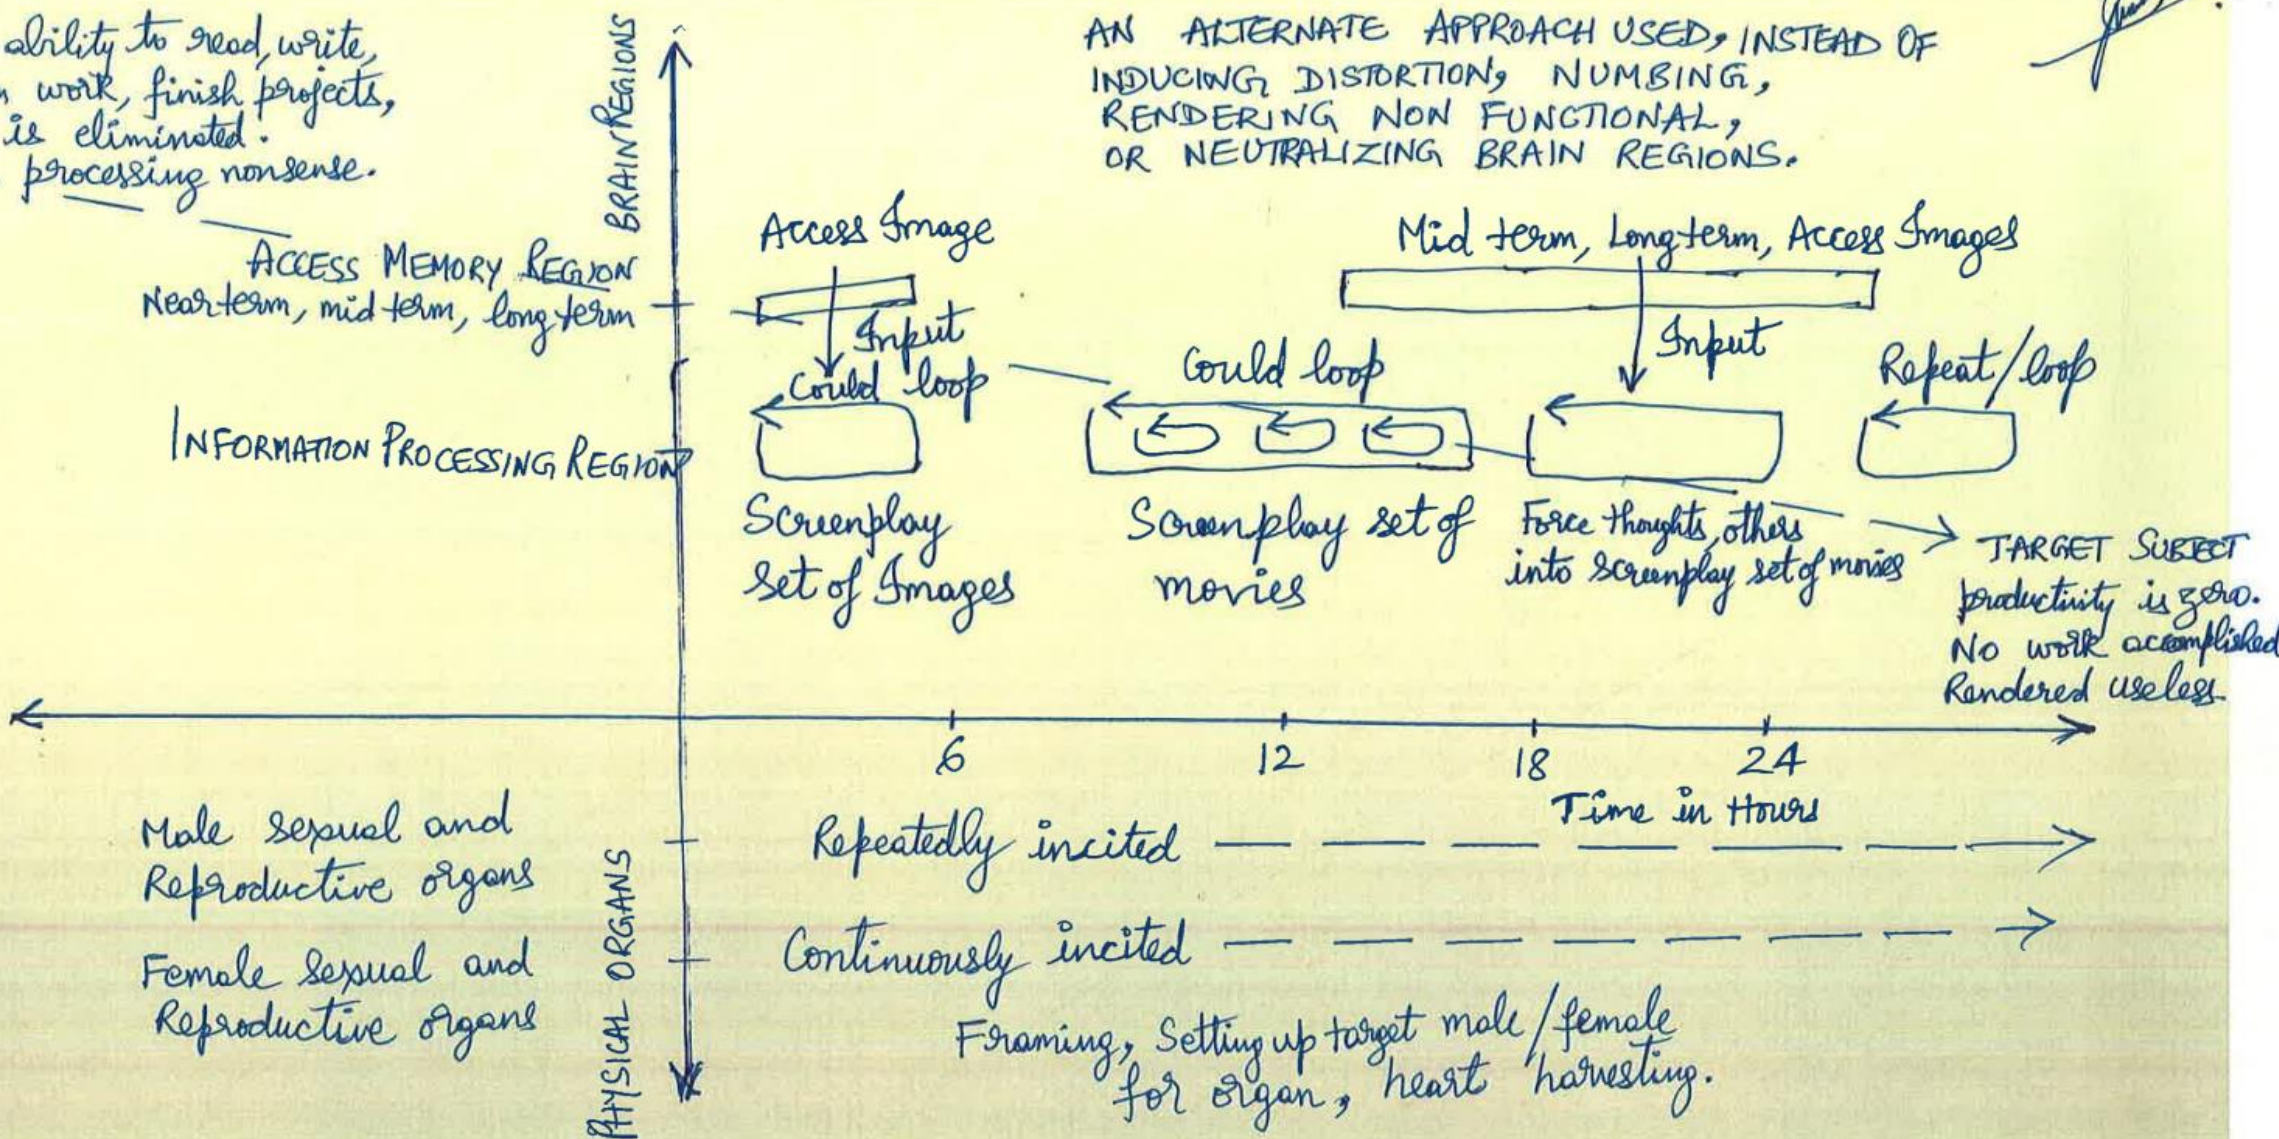 ability to read, write,
work, finish projects,
is eliminated.
processing nonsense.
BRAIN REGIONS
AN ALTERNATE APPROACH USED, INSTEAD OF
INDUCING DISTORTION, NUMBING,
RENDERING NON FUNCTIONAL,
OR NEUTRALIZING BRAIN REGIONS.
ACCESS MEMORY REGION
Near term, mid term, long term
Access Image
Input
Could loop
Mid term, Long term, Access Images
Input
Could loop
Repeat/loop
INFORMATION PROCESSING REGION
Screenplay
set of Images
Screenplay set of
movies
Force thoughts, others
into screenplay set of movies
TARGET SUBJECT
productivity is zero.
No work accomplished
Rendered useless.
6 12 18 24
Time in Hours
Male sexual and
Reproductive organs
Repeatedly incited
PHYSICAL ORGANS
Female sexual and
Reproductive organs
Continuously incited
Framing, Setting up target male/female
for organ, heart harvesting.